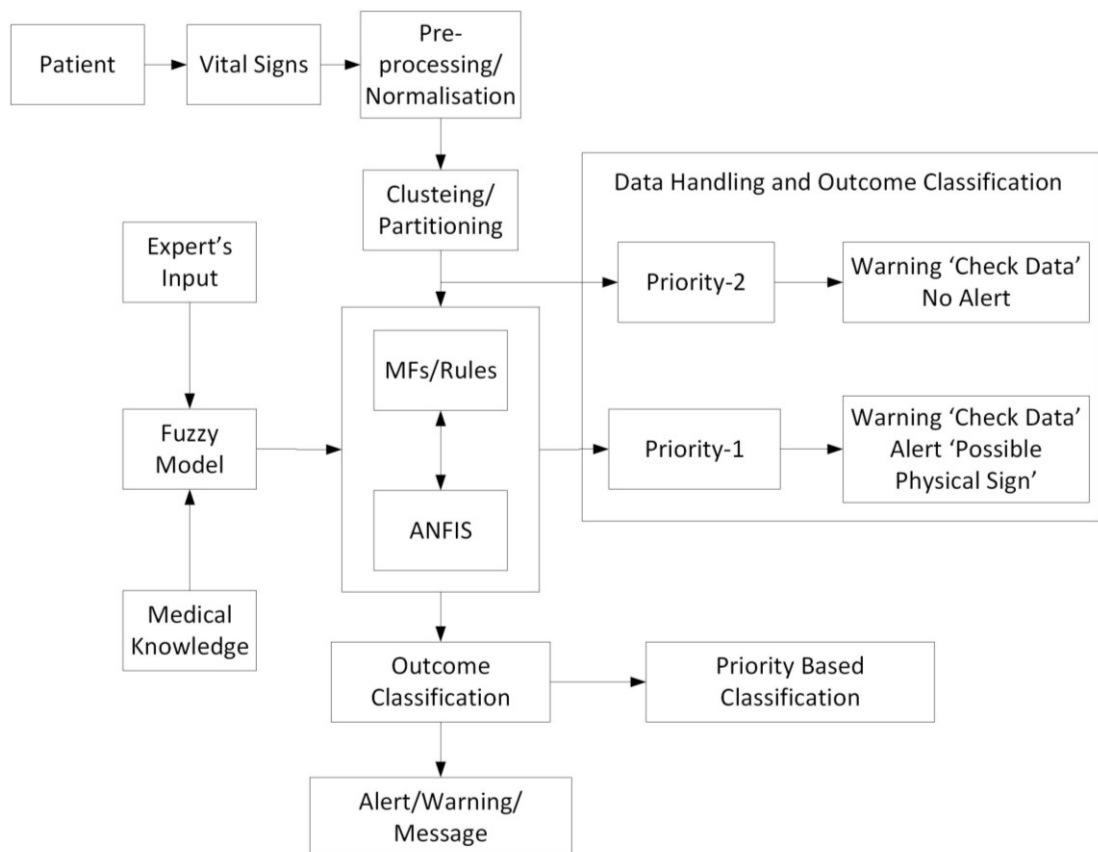 Patient
Vital Signs
Pre-
processing/
Normalisation
Clusteing/
Partitioning
Data Handling and Outcome Classification
Expert’s
Input
Priority-2
Warning ‘Check Data’
No Alert
MFs/Rules
Fuzzy
Model
Priority-1
Warning ‘Check Data’
Alert ‘Possible
Physical Sign’
ANFIS
Medical
Knowledge
Outcome
Classification
Priority Based
Classification
Alert/Warning/
Message